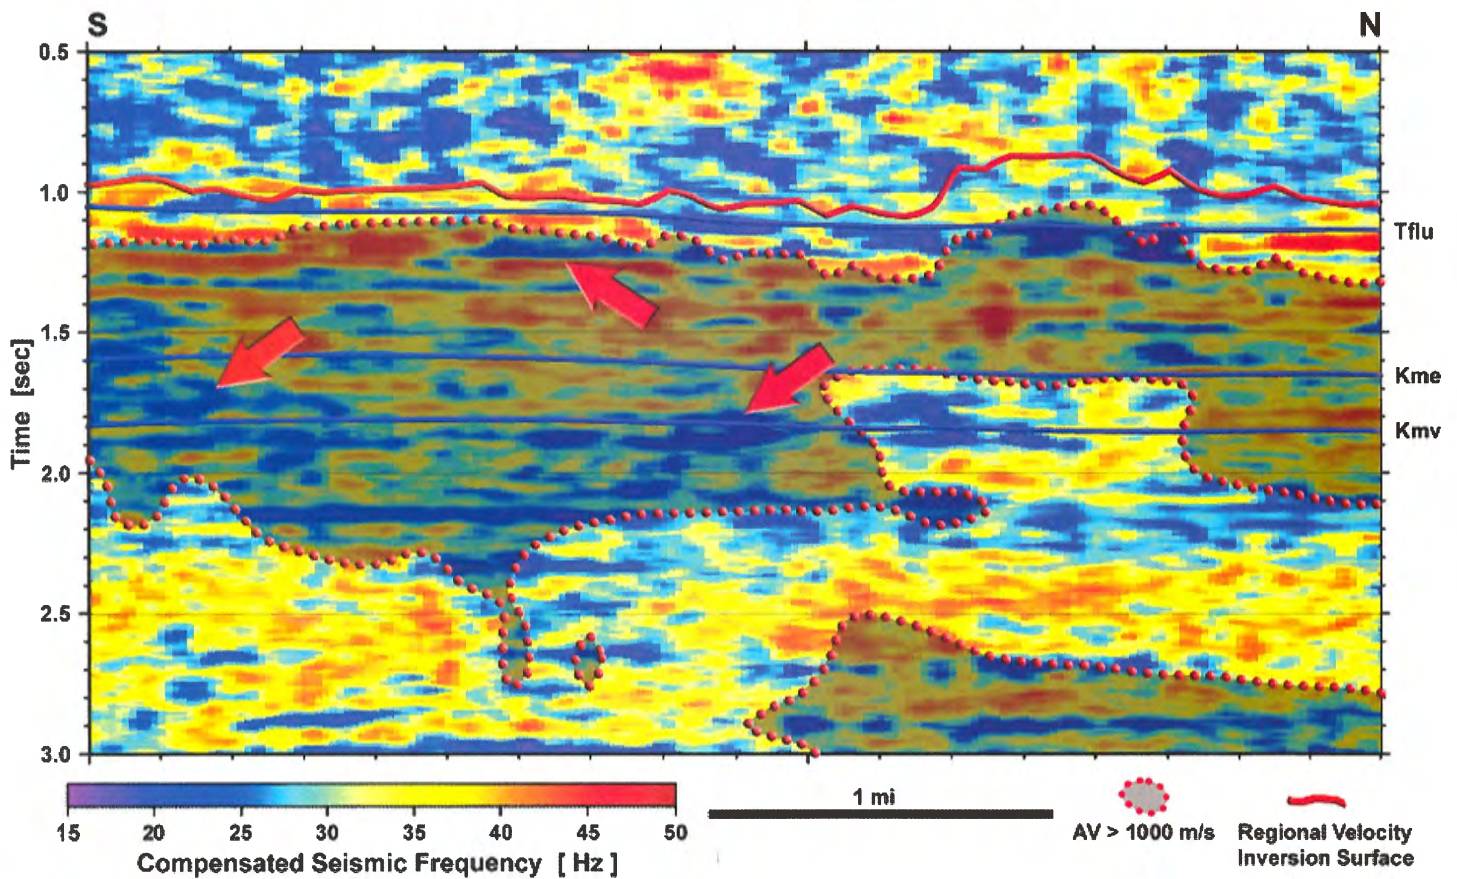 S N
0.5
1.0
Tflu
1.5
Kme
Kmv
2.0
2.5
3.0
Time [sec]
15 20 25 30 35 40 45 50
Compensated Seismic Frequency [ Hz ]
1 mi
AV > 1000 m/s
Regional Velocity
Inversion Surface